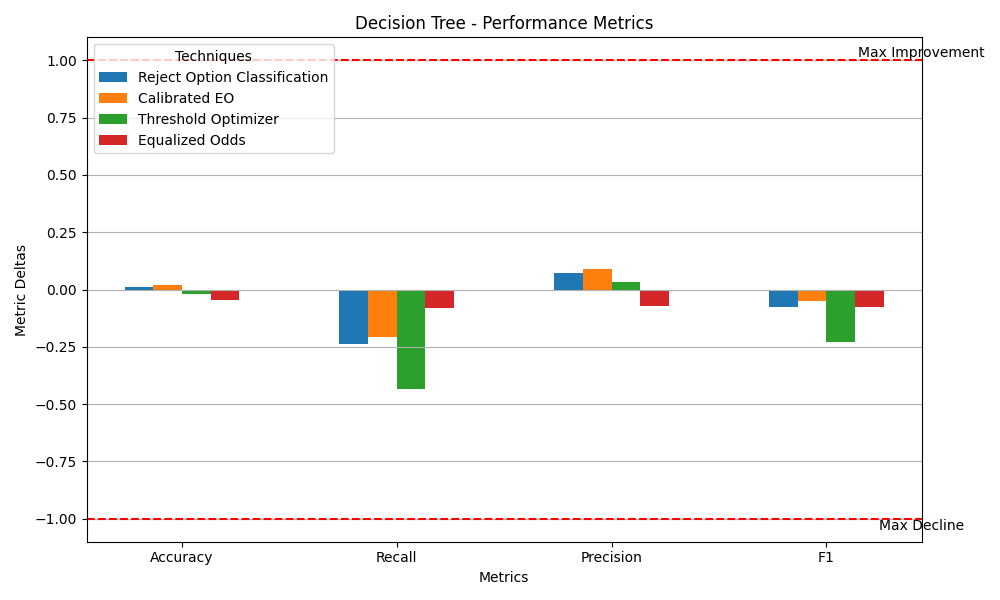 Decision Tree - Performance Metrics
Max Improvement
Techniques
Reject Option Classification
Calibrated EO
Threshold Optimizer
Equalized Odds
1.00
0.75
0.50
0.25
0.00
−0.25
−0.50
−0.75
−1.00
Metric Deltas
Max Decline
Accuracy
Recall
Precision
F1
Metrics